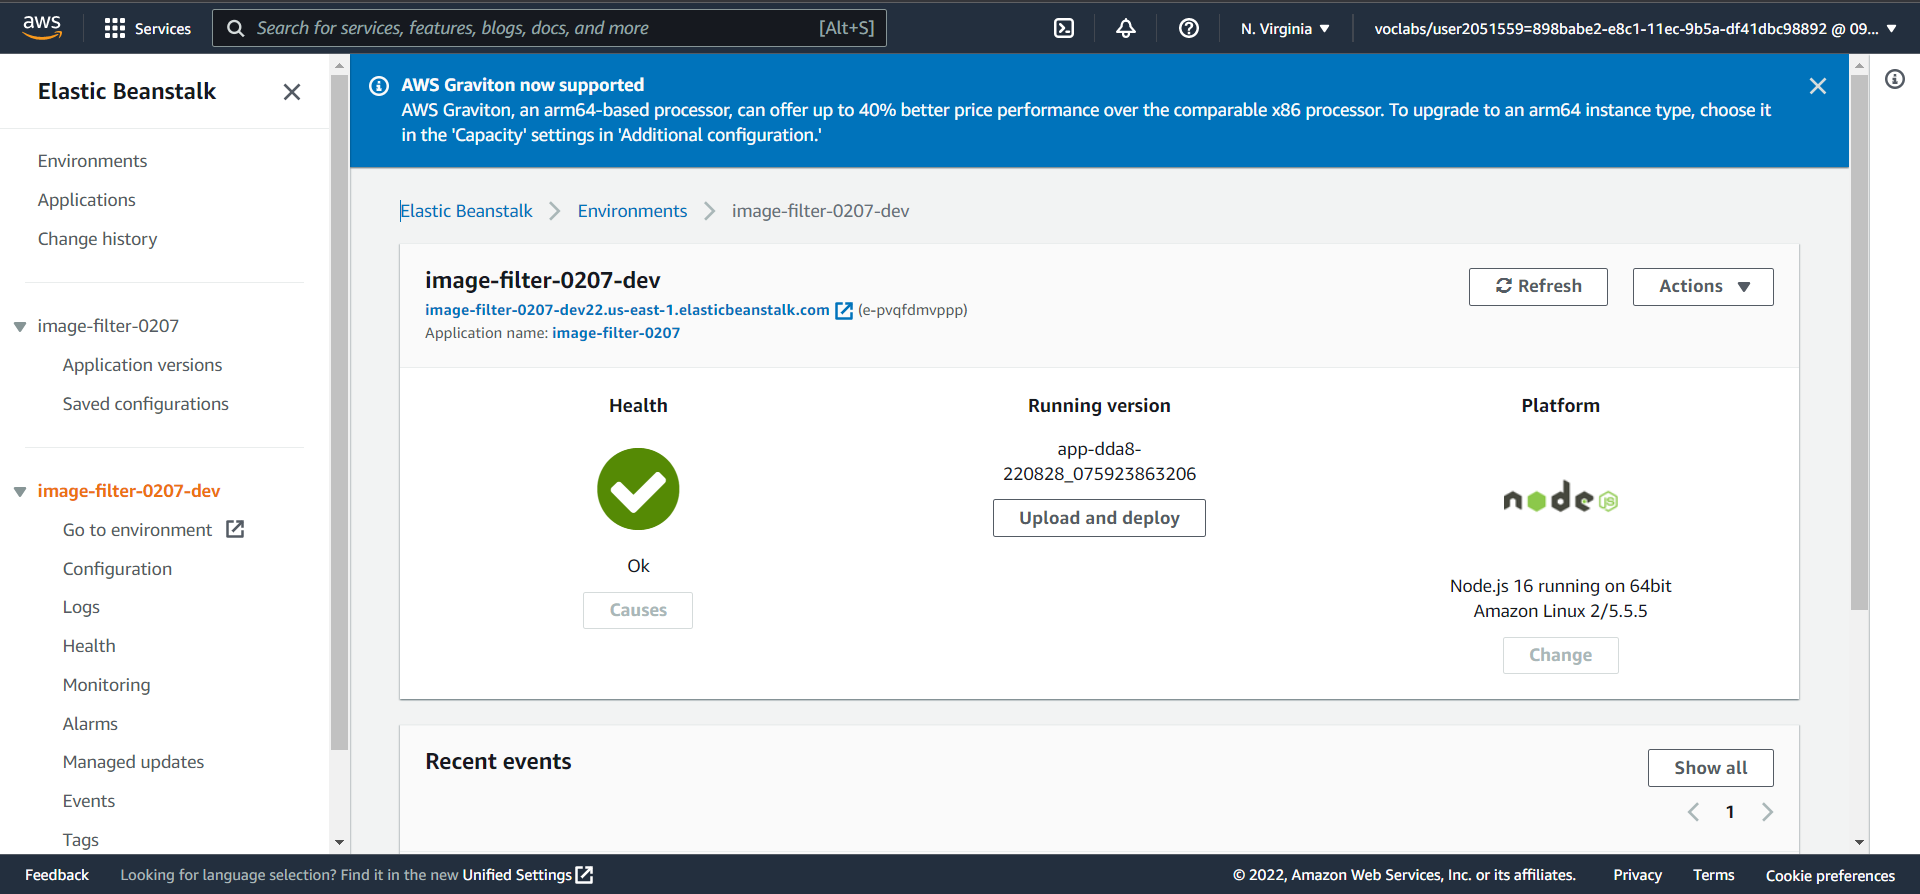 aws
Services
Search for services, features, blogs, docs, and more [Alt+S]
N. Virginia
voclabs/user2051559=898babe2-e8c1-11ec-9b5a-df41dbc98892 @ 09...
Elastic Beanstalk
Environments
Applications
Change history
image-filter-0207
Application versions
Saved configurations
image-filter-0207-dev
Go to environment
Configuration
Logs
Health
Monitoring
Alarms
Managed updates
Events
Tags
AWS Graviton now supported
AWS Graviton, an arm64-based processor, can offer up to 40% better price performance over the comparable x86 processor. To upgrade to an arm64 instance type, choose it
in the 'Capacity' settings in 'Additional configuration.'
Elastic Beanstalk
Environments
image-filter-0207-dev
image-filter-0207-dev
image-filter-0207-dev22.us-east-1.elasticbeanstalk.com (e-pvqfdmvppp)
Application name: image-filter-0207
Refresh
Actions
Health
Ok
Causes
Running version
app-dda8-
220828_075923863206
Upload and deploy
Platform
node JS
Node.js 16 running on 64bit
Amazon Linux 2/5.5.5
Change
Recent events
Show all
1
Feedback
Looking for language selection? Find it in the new Unified Settings
© 2022, Amazon Web Services, Inc. or its affiliates.
Privacy
Terms
Cookie preferences